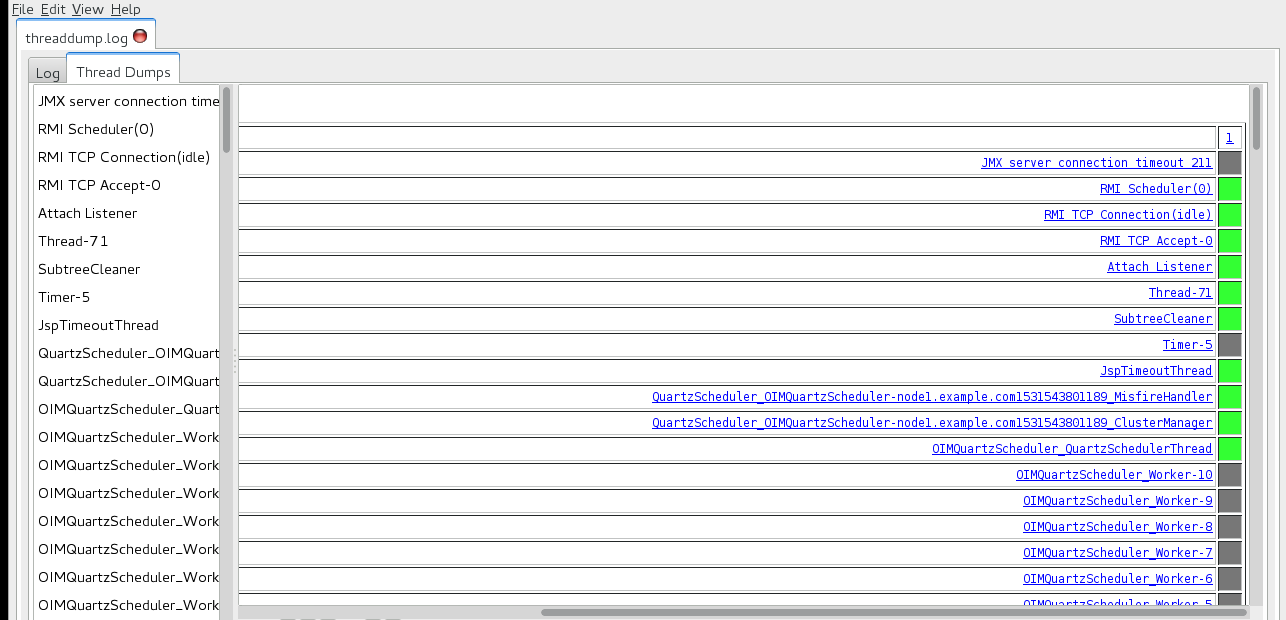 File Edit View Help
threaddump.log
Log Thread Dumps
JMX server connection time
RMI Scheduler(0)
RMI TCP Connection(idle)
RMI TCP Accept-0
Attach Listener
Thread-71
SubtreeCleaner
Timer-5
JspTimeoutThread
QuartzScheduler_OIMQuart
QuartzScheduler_OIMQuart
OIMQuartzScheduler_Quart
OIMQuartzScheduler_Work
OIMQuartzScheduler_Work
OIMQuartzScheduler_Work
OIMQuartzScheduler_Work
OIMQuartzScheduler_Work
OIMQuartzScheduler_Work
OIMQuartzScheduler_Work
1
JMX server connection timeout 211
RMI Scheduler(0)
RMI TCP Connection(idle)
RMI TCP Accept-0
Attach Listener
Thread-71
SubtreeCleaner
Timer-5
JspTimeoutThread
QuartzScheduler_OIMQuartzScheduler-node1.example.com1531543801189_MisfireHandler
QuartzScheduler_OIMQuartzScheduler-node1.example.com1531543801189_ClusterManager
OIMQuartzScheduler_QuartzSchedulerThread
OIMQuartzScheduler_Worker-10
OIMQuartzScheduler_Worker-9
OIMQuartzScheduler_Worker-8
OIMQuartzScheduler_Worker-7
OIMQuartzScheduler_Worker-6
OIMQuartzScheduler_Worker-5